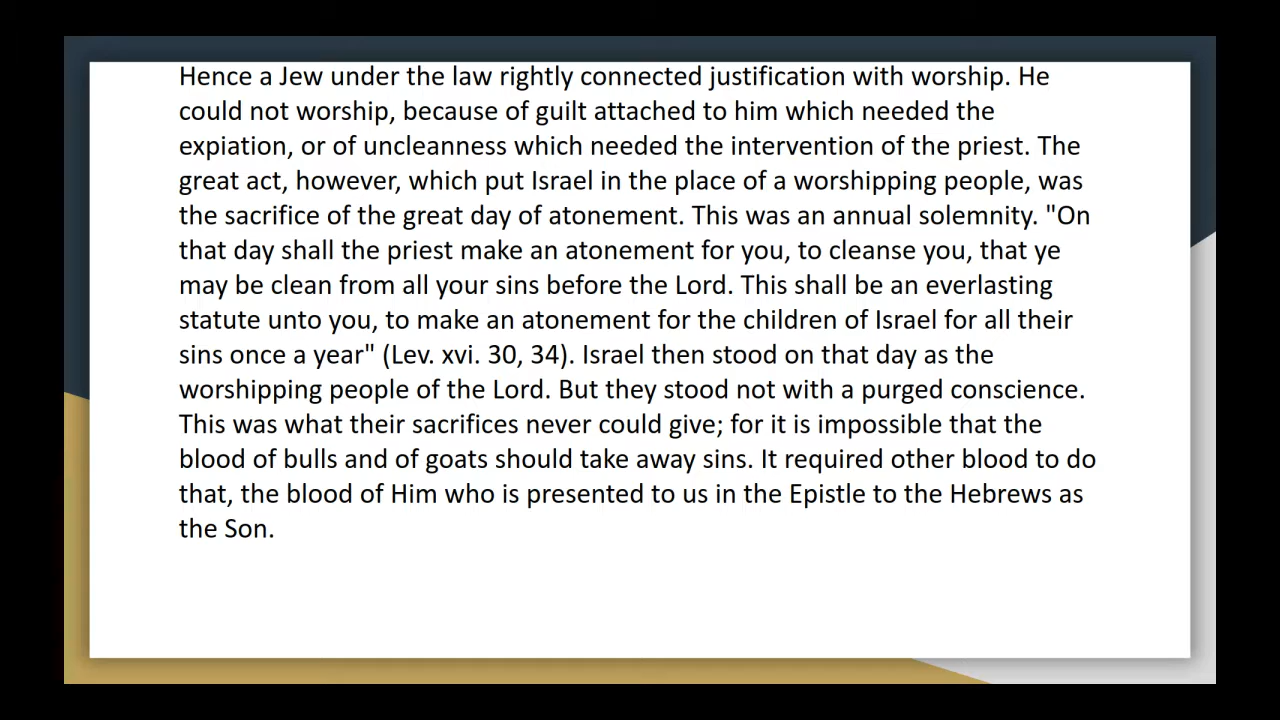 Hence a Jew under the law rightly connected justification with worship. He
could not worship, because of guilt attached to him which needed the
expiation, or of uncleanness which needed the intervention of the priest. The
great act, however, which put Israel in the place of a worshipping people, was
the sacrifice of the great day of atonement. This was an annual solemnity. "On
that day shall the priest make an atonement for you, to cleanse you, that ye
may be clean from all your sins before the Lord. This shall be an everlasting
statute unto you, to make an atonement for the children of Israel for all their
sins once a year" (Lev. xvi. 30, 34). Israel then stood on that day as the
worshipping people of the Lord. But they stood not with a purged conscience.
This was what their sacrifices never could give; for it is impossible that the
blood of bulls and of goats should take away sins. It required other blood to do
that, the blood of Him who is presented to us in the Epistle to the Hebrews as
the Son.